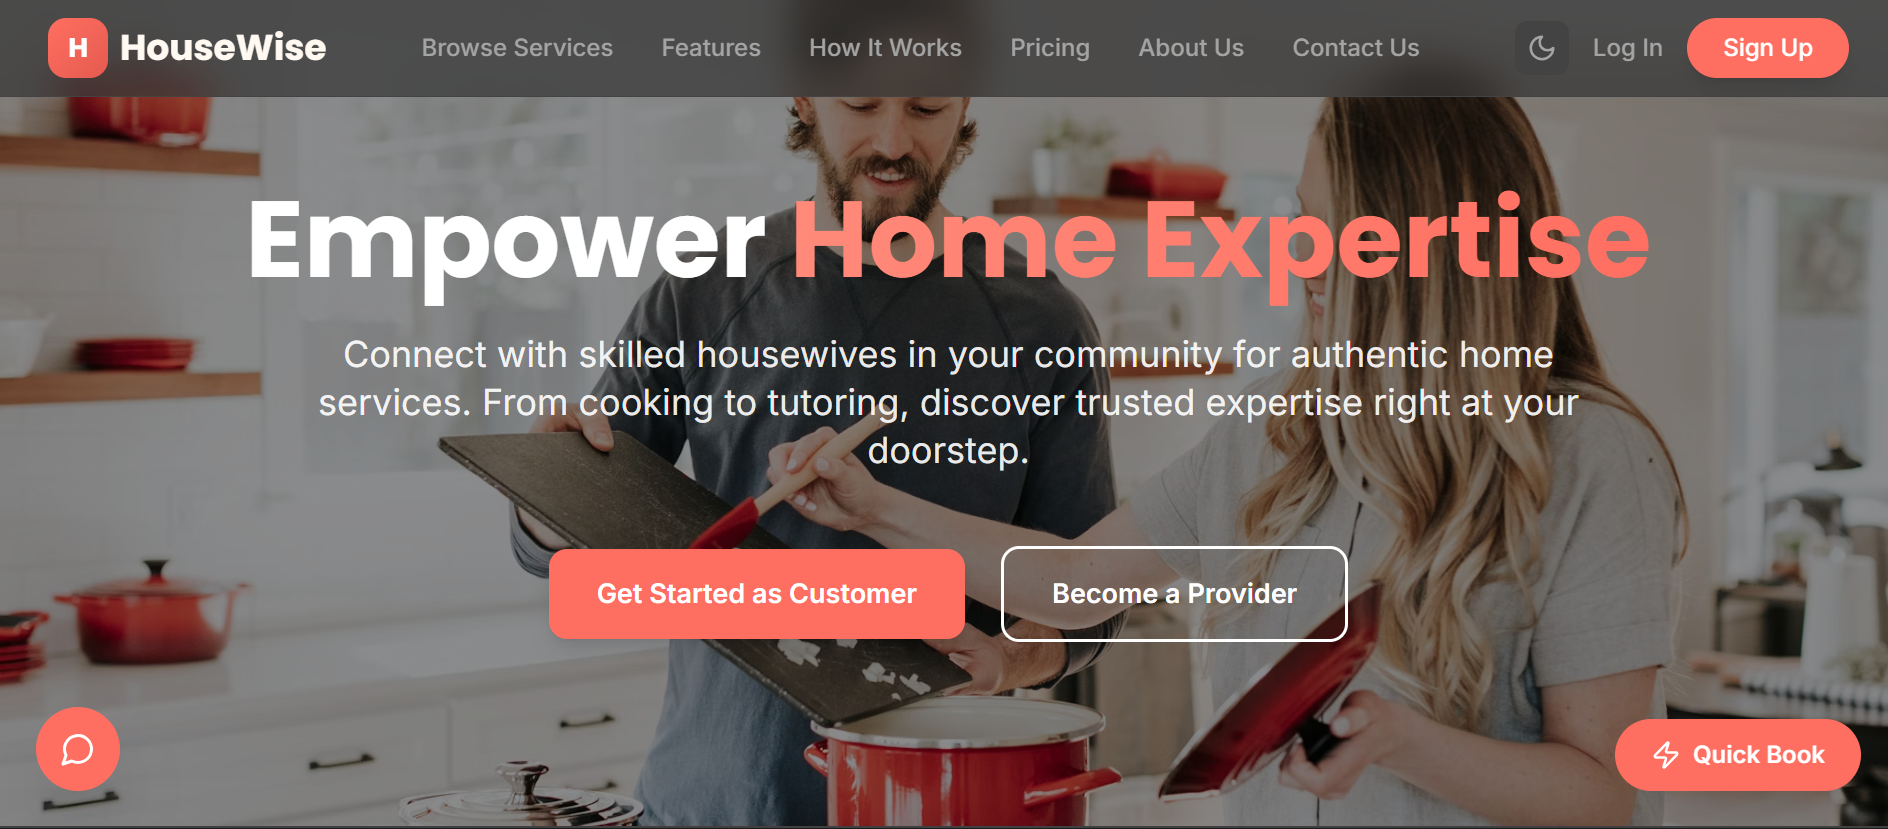 H HouseWise Browse Services Features How It Works Pricing About Us Contact Us Log In Sign Up
Empower Home Expertise
Connect with skilled housewives in your community for authentic home
services. From cooking to tutoring, discover trusted expertise right at your
doorstep.
Get Started as Customer Become a Provider
Quick Book